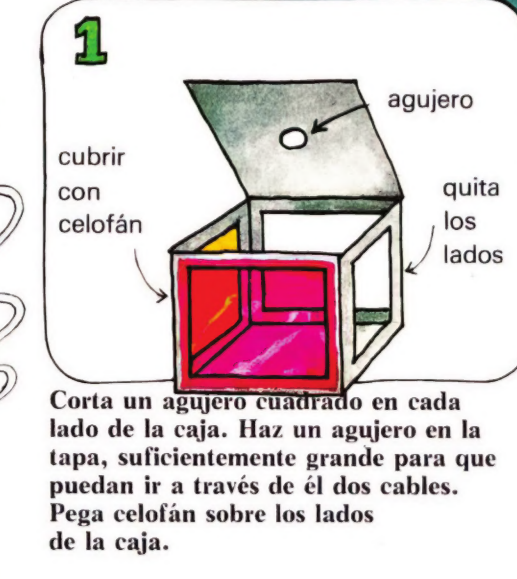 1
agujero
cubrir
con
celofán
quita
los
lados
Corta un agujero cuadrado en cada
lado de la caja. Haz un agujero en la
tapa, suficientemente grande para que
puedan ir a través de él dos cables.
Pega celofán sobre los lados
de la caja.